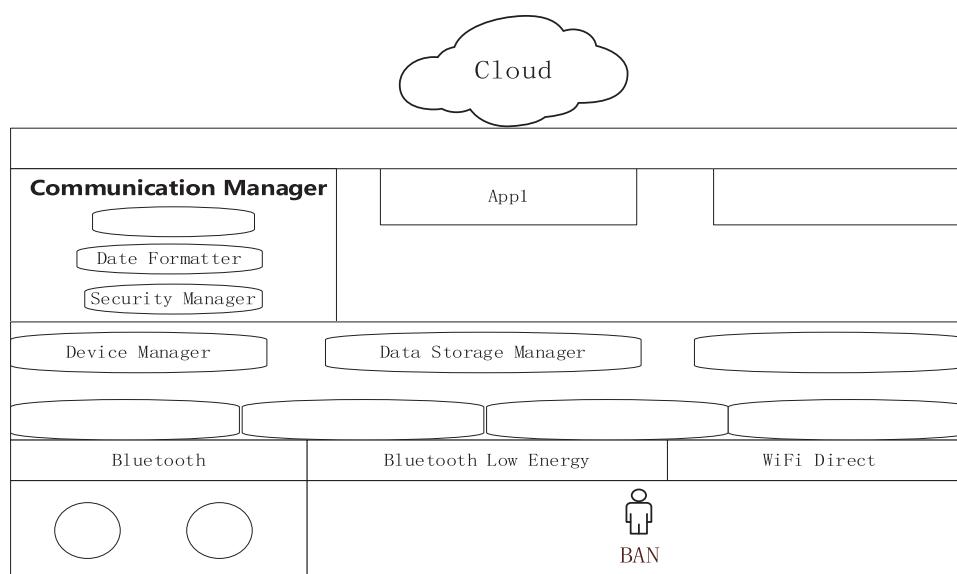 Cloud
Communication Manager
App1
Date Formatter
Security Manager
Device Manager
Data Storage Manager
Bluetooth
Bluetooth Low Energy
WiFi Direct
BAN